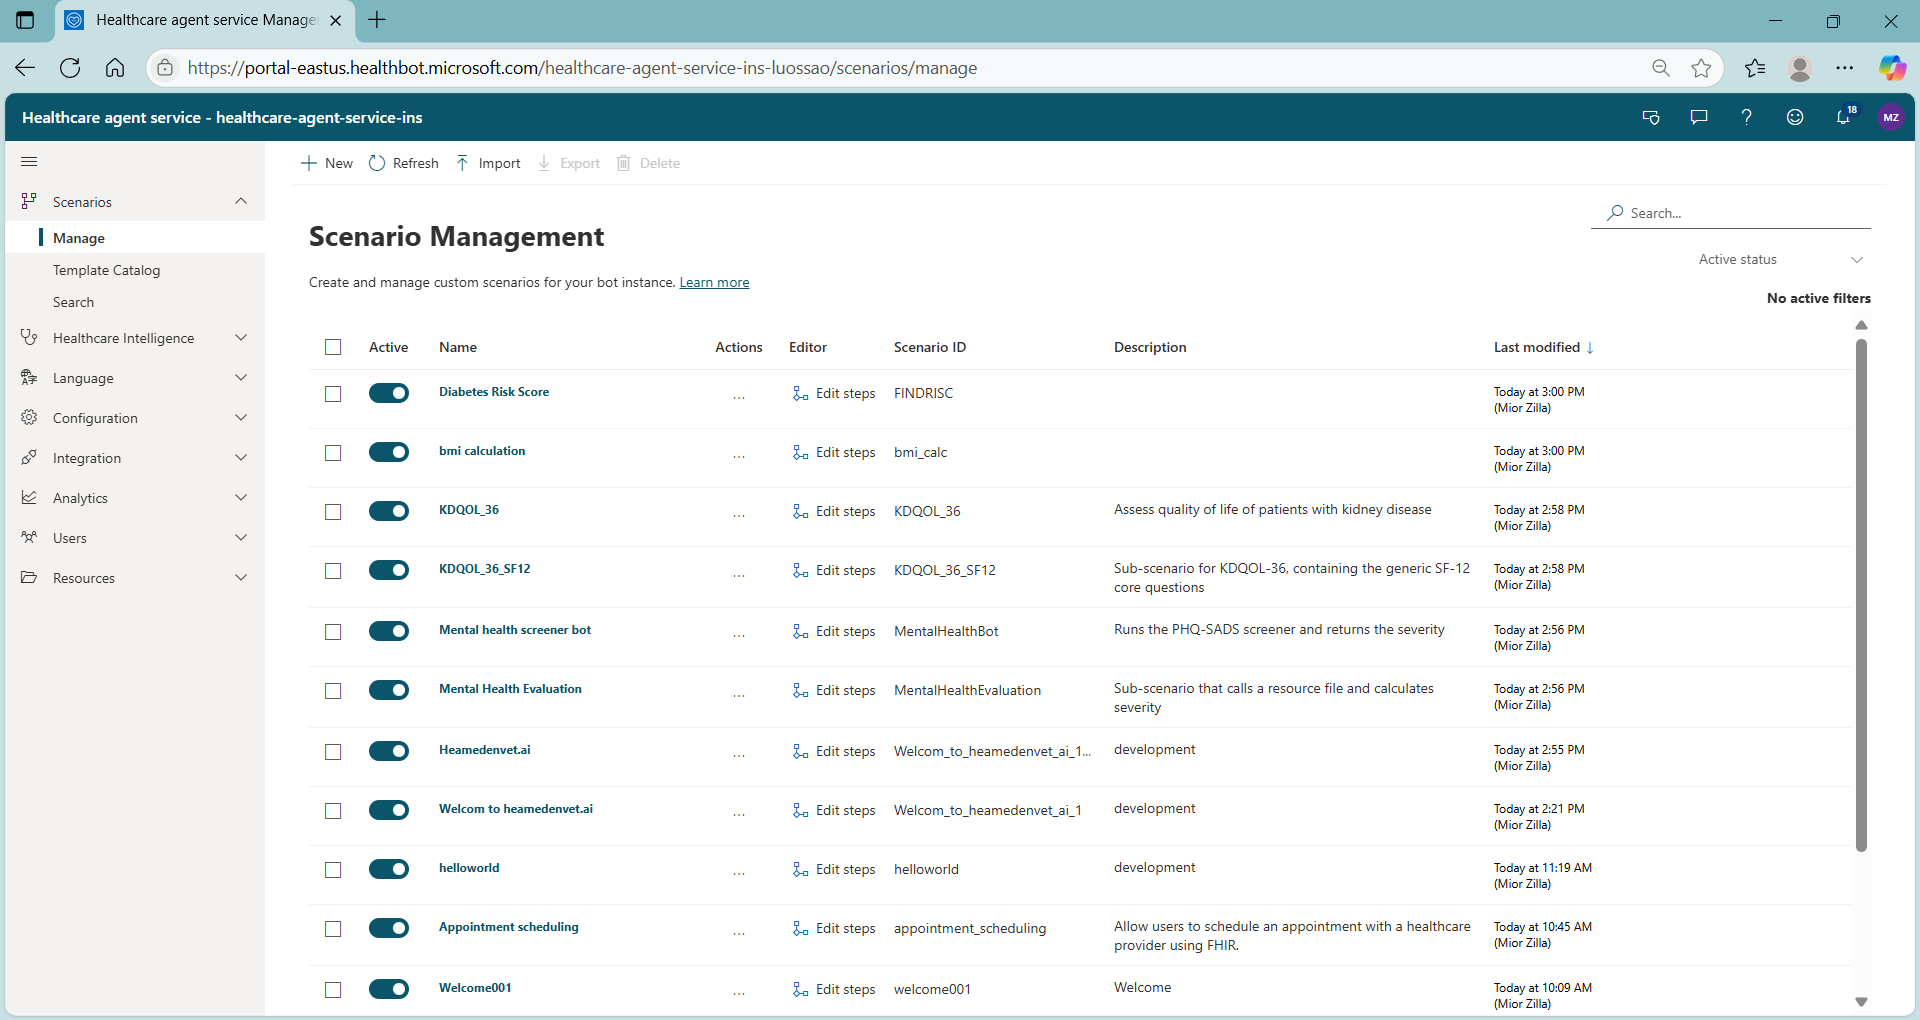 Healthcare agent service Manage
https://portal-eastus.healthbot.microsoft.com/healthcare-agent-service-ins-luossao/scenarios/manage
Healthcare agent service - healthcare-agent-service-ins
18
MZ
New
Refresh
Import
Export
Delete
Scenarios
Manage
Template Catalog
Search
Healthcare Intelligence
Language
Configuration
Integration
Analytics
Users
Resources
Search...
Scenario Management
Active status
Create and manage custom scenarios for your bot instance. Learn more
No active filters
Active Name Actions Editor Scenario ID Description Last modified ↓
Diabetes Risk Score ... Edit steps FINDRISC Today at 3:00 PM
(Mior Zilla)
bmi calculation ... Edit steps bmi_calc Today at 3:00 PM
(Mior Zilla)
KDQOL_36 ... Edit steps KDQOL_36 Assess quality of life of patients with kidney disease Today at 2:58 PM
(Mior Zilla)
KDQOL_36_SF12 ... Edit steps KDQOL_36_SF12 Sub-scenario for KDQOL-36, containing the generic SF-12 Today at 2:58 PM
core questions (Mior Zilla)
Mental health screener bot ... Edit steps MentalHealthBot Runs the PHQ-SADS screener and returns the severity Today at 2:56 PM
(Mior Zilla)
Mental Health Evaluation ... Edit steps MentalHealthEvaluation Sub-scenario that calls a resource file and calculates Today at 2:56 PM
severity (Mior Zilla)
Heamedenvet.ai ... Edit steps Welcom_to_heamedenvet_ai_1... development Today at 2:55 PM
(Mior Zilla)
Welcom to heamedenvet.ai ... Edit steps Welcom_to_heamedenvet_ai_1 development Today at 2:21 PM
(Mior Zilla)
helloworld ... Edit steps helloworld development Today at 11:19 AM
(Mior Zilla)
Appointment scheduling ... Edit steps appointment_scheduling Allow users to schedule an appointment with a healthcare Today at 10:45 AM
provider using FHIR. (Mior Zilla)
Welcome001 ... Edit steps welcome001 Welcome Today at 10:09 AM
(Mior Zilla)